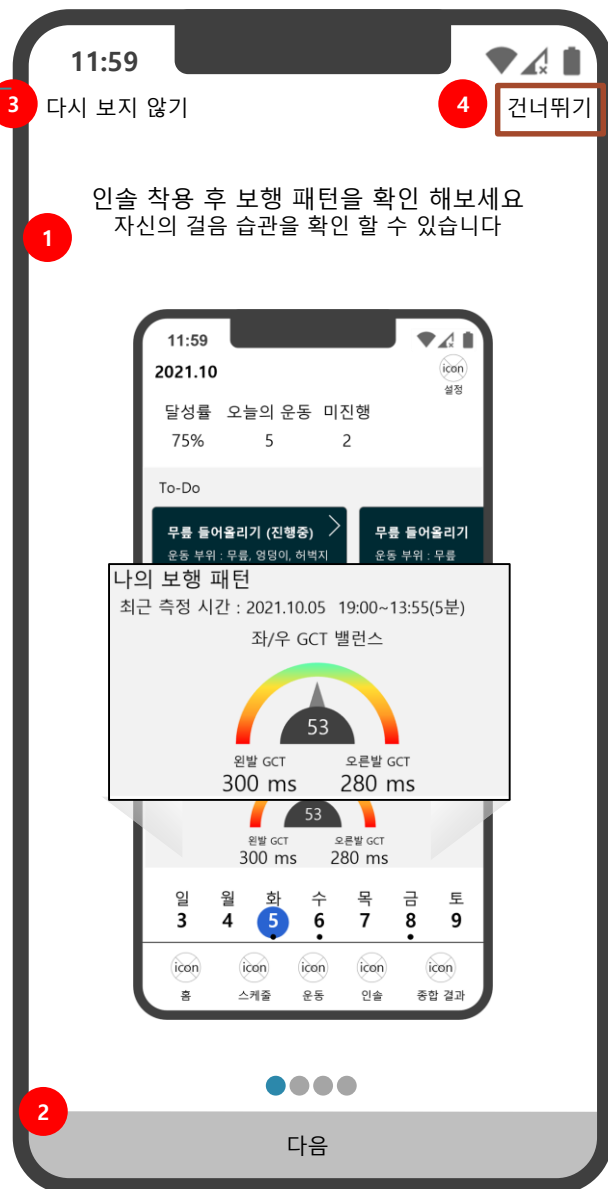 11:59
3 다시 보지 않기
4 건너뛰기
인솔 착용 후 보행 패턴을 확인 해보세요
자신의 걸음 습관을 확인 할 수 있습니다
1
11:59
2021.10
icon
설정
달성률 오늘의 운동 미진행
75% 5 2
To-Do
무릎 들어올리기 (진행중)
운동 부위 : 무릎, 엉덩이, 허벅지
무릎 들어올리기
운동 부위 : 무릎
나의 보행 패턴
최근 측정 시간 : 2021.10.05 19:00~13:55(5분)
좌/우 GCT 밸런스
53
왼발 GCT 오른발 GCT
300 ms 280 ms
53
왼발 GCT 오른발 GCT
300 ms 280 ms
일 월 화 수 목 금 토
3 4 5 6 7 8 9
icon icon icon icon icon
홈 스케줄 운동 인솔 종합 결과
2
다음